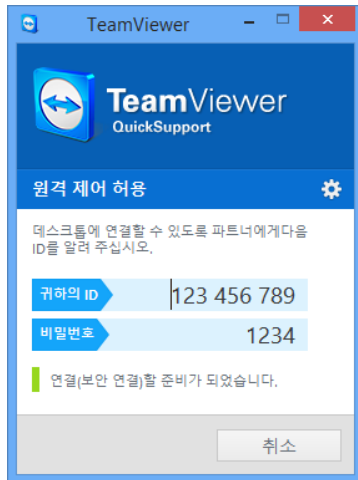 TeamViewer
TeamViewer
QuickSupport
원격 제어 허용
데스크톱에 연결할 수 있도록 파트너에게다음
ID를 알려 주십시오.
귀하의 ID 123 456 789
비밀번호 1234
연결(보안 연결)할 준비가 되었습니다.
취소